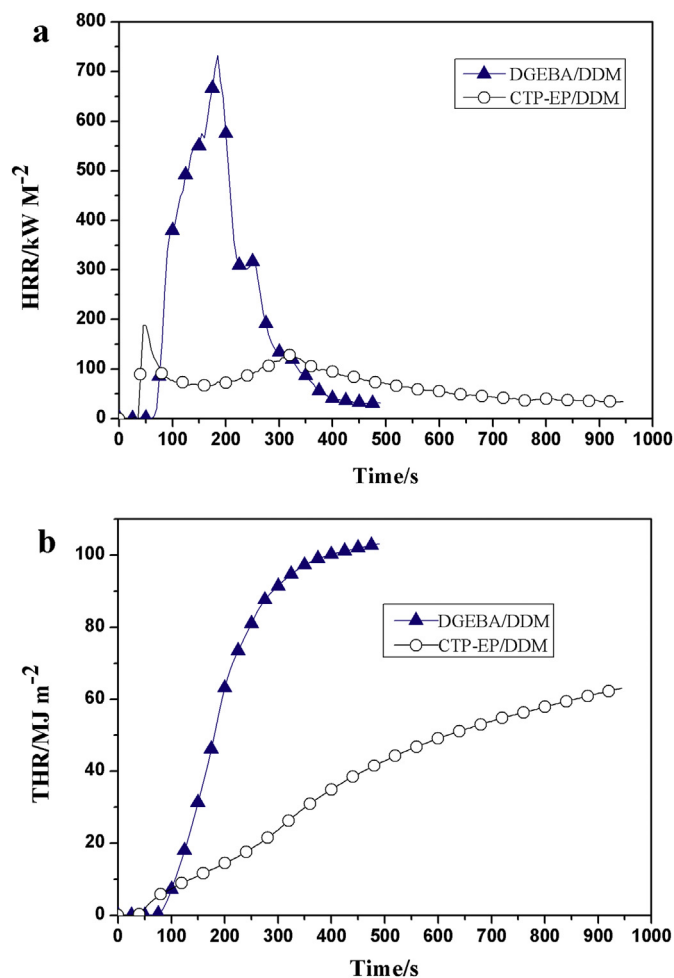 a
800
700
600
500
400
300
200
100
0
HRR/kW M⁻²
DGEBA/DDM
CTP-EP/DDM
0 100 200 300 400 500 600 700 800 900 1000
Time/s
b
100
80
60
40
20
0
THR/MJ m⁻²
DGEBA/DDM
CTP-EP/DDM
0 100 200 300 400 500 600 700 800 900 1000
Time/s